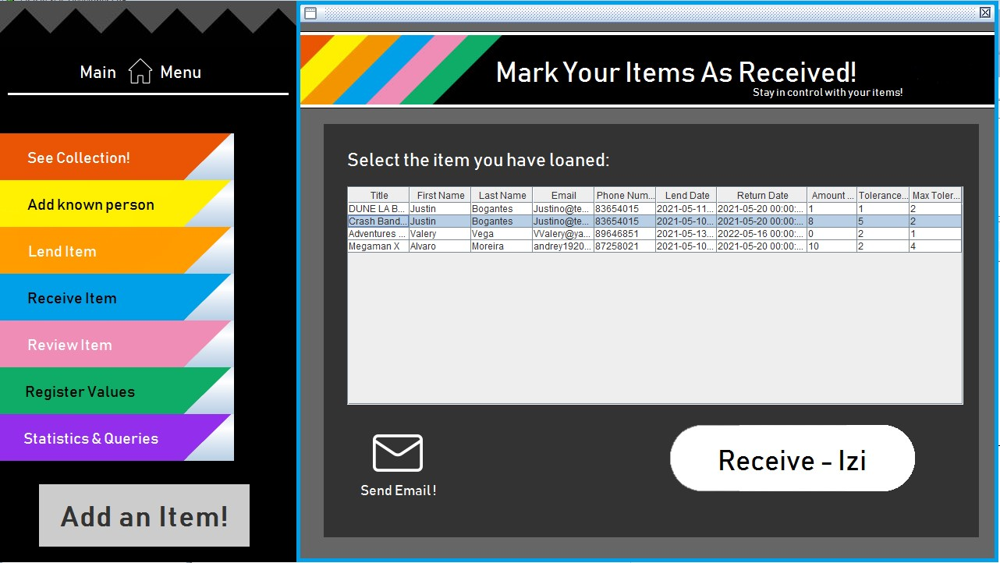 Main Menu
See Collection!
Add known person
Lend Item
Receive Item
Review Item
Register Values
Statistics & Queries
Add an Item!
Mark Your Items As Received!
Stay in control with your items!
Select the item you have loaned:
Title First Name Last Name Email Phone Num... Lend Date Return Date Amount ... Tolerance... Max Toler...
DUNE LA B... Justin Bogantes Justino@te... 83654015 2021-05-11... 2021-05-20 00:00:... 1 1 2
Crash Band... Justin Bogantes Justino@te... 83654015 2021-05-10... 2021-05-20 00:00:... 8 5 2
Adventures ... Valery Vega VValery@ya... 89646851 2021-05-13... 2022-05-16 00:00:... 0 2 1
Megaman X Alvaro Moreira andrey1920... 87258021 2021-05-10... 2021-05-20 00:00:... 10 2 4
Send Email!
Receive - Izi